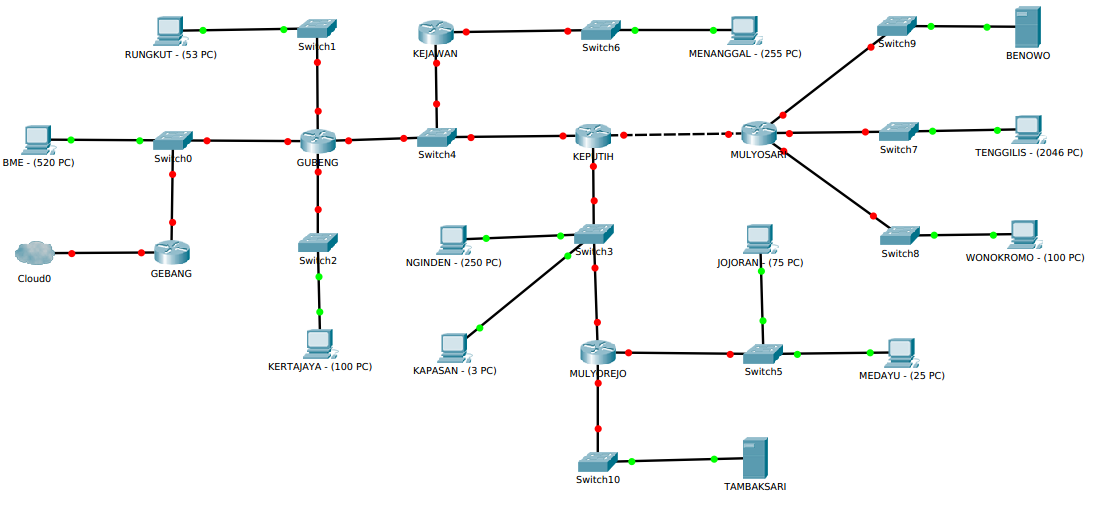 RUNGKUT - (53 PC)
Switch1
KEJAWAN
Switch6
MENANGGAL - (255 PC)
Switch9
BENOWO
BME - (520 PC)
Switch0
GUBENG
Switch4
KEPUTIH
MULYOSARI
Switch7
TENGGILIS - (2046 PC)
Cloud0
GEBANG
Switch2
NGINDEN - (250 PC)
Switch3
JOJORAN - (75 PC)
Switch8
WONOKROMO - (100 PC)
KERTAJAYA - (100 PC)
KAPASAN - (3 PC)
MULYOREJO
Switch5
MEDAYU - (25 PC)
Switch10
TAMBAKSARI